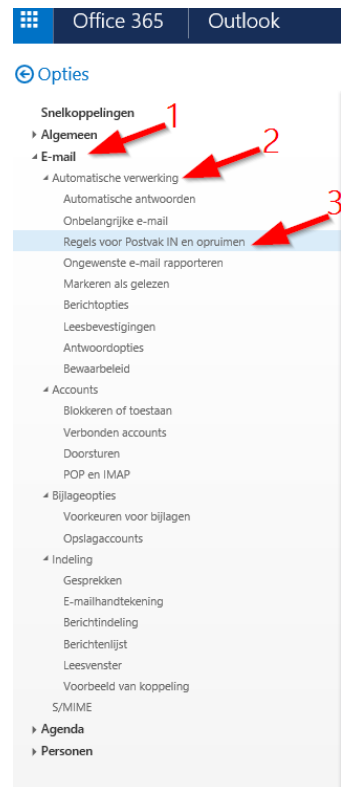 Office 365 Outlook
Opties
Snelkoppelingen
1
Algemeen
E-mail
2
Automatische verwerking
Automatische antwoorden
Onbelangrijke e-mail
3
Regels voor Postvak IN en opruimen
Ongewenste e-mail rapporteren
Markeren als gelezen
Berichtopties
Leesbevestigingen
Antwoordopties
Bewaarbeleid
Accounts
Blokkeren of toestaan
Verbonden accounts
Doorsturen
POP en IMAP
Bijlageopties
Voorkeuren voor bijlagen
Opslagaccounts
Indeling
Gesprekken
E-mailhandtekening
Berichtindeling
Berichtenlijst
Leesvenster
Voorbeeld van koppeling
S/MIME
Agenda
Personen